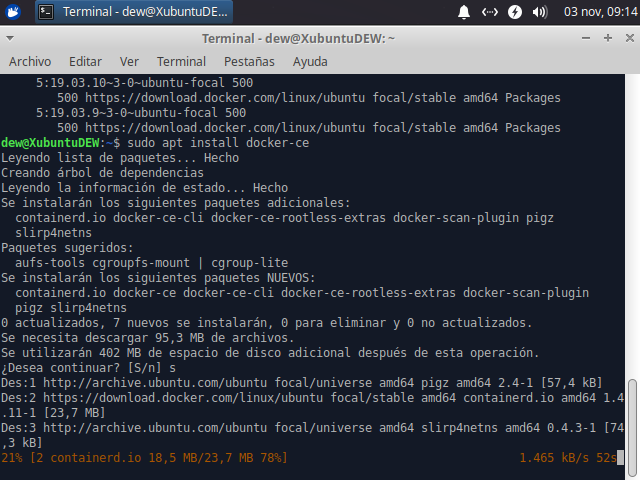 Terminal - dew@XubuntuDE...
03 nov, 09:14
Terminal - dew@XubuntuDEW: ~
Archivo Editar Ver Terminal Pestañas Ayuda
5:19.03.10~3-0~ubuntu-focal 500
500 https://download.docker.com/linux/ubuntu focal/stable amd64 Packages
5:19.03.9~3-0~ubuntu-focal 500
500 https://download.docker.com/linux/ubuntu focal/stable amd64 Packages
dew@XubuntuDEW:~$ sudo apt install docker-ce
Leyendo lista de paquetes... Hecho
Creando árbol de dependencias
Leyendo la información de estado... Hecho
Se instalarán los siguientes paquetes adicionales:
containerd.io docker-ce-cli docker-ce-rootless-extras docker-scan-plugin pigz
slirp4netns
Paquetes sugeridos:
aufs-tools cgroupfs-mount | cgroup-lite
Se instalarán los siguientes paquetes NUEVOS:
containerd.io docker-ce docker-ce-cli docker-ce-rootless-extras docker-scan-plugin
pigz slirp4netns
0 actualizados, 7 nuevos se instalarán, 0 para eliminar y 0 no actualizados.
Se necesita descargar 95,3 MB de archivos.
Se utilizarán 402 MB de espacio de disco adicional después de esta operación.
¿Desea continuar? [S/n] s
Des:1 http://archive.ubuntu.com/ubuntu focal/universe amd64 pigz amd64 2.4-1 [57,4 kB]
Des:2 https://download.docker.com/linux/ubuntu focal/stable amd64 containerd.io amd64 1.4
.11-1 [23,7 MB]
Des:3 http://archive.ubuntu.com/ubuntu focal/universe amd64 slirp4netns amd64 0.4.3-1 [74
,3 kB]
21% [2 containerd.io 18,5 MB/23,7 MB 78%] 1.465 kB/s 52s